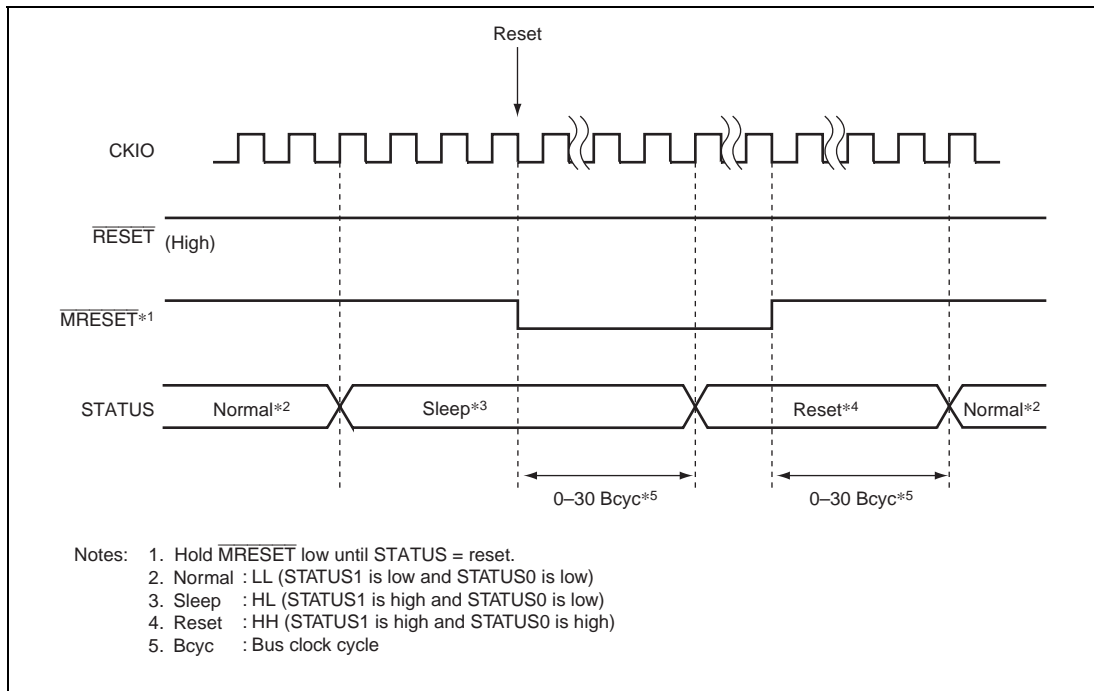 Reset
CKIO
RESET (High)
MRESET*1
STATUS Normal*2 Sleep*3 Reset*4 Normal*2
0–30 Bcyc*5 0–30 Bcyc*5
Notes: 1. Hold MRESET low until STATUS = reset.
2. Normal : LL (STATUS1 is low and STATUS0 is low)
3. Sleep : HL (STATUS1 is high and STATUS0 is low)
4. Reset : HH (STATUS1 is high and STATUS0 is high)
5. Bcyc : Bus clock cycle